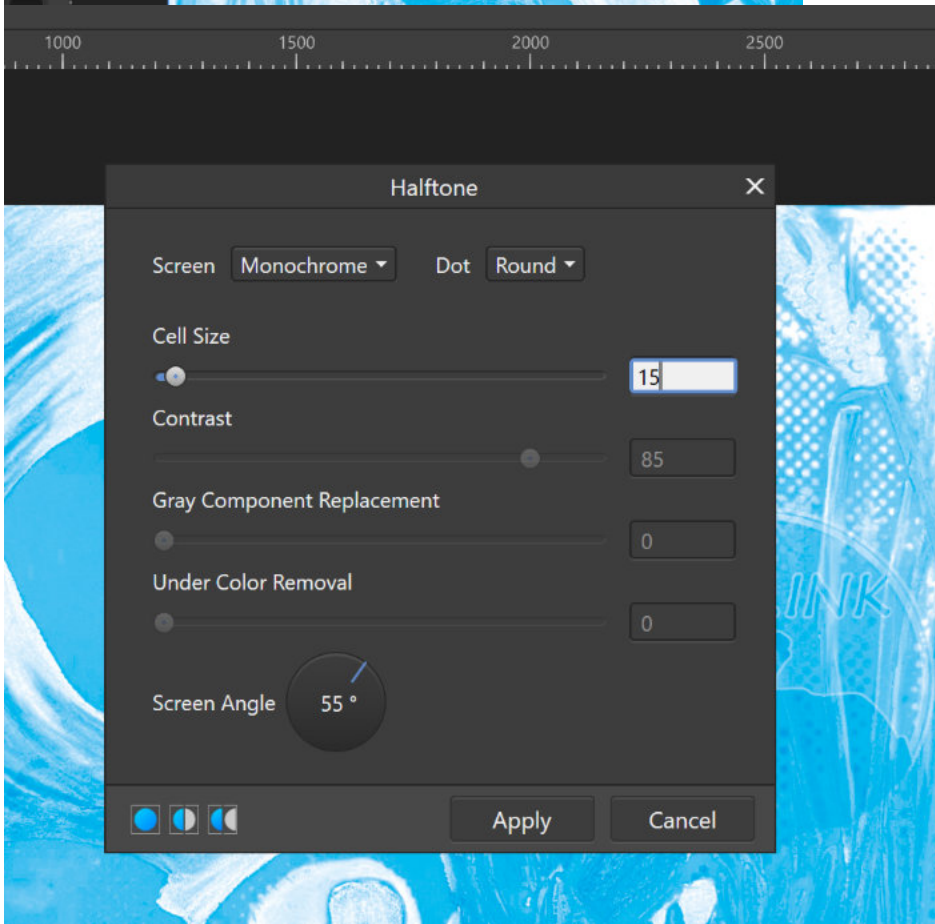 1000 1500 2000 2500
Halftone
Screen Monochrome Dot Round
Cell Size
15
Contrast
85
Gray Component Replacement
0
Under Color Removal
0
Screen Angle 55 °
Apply Cancel